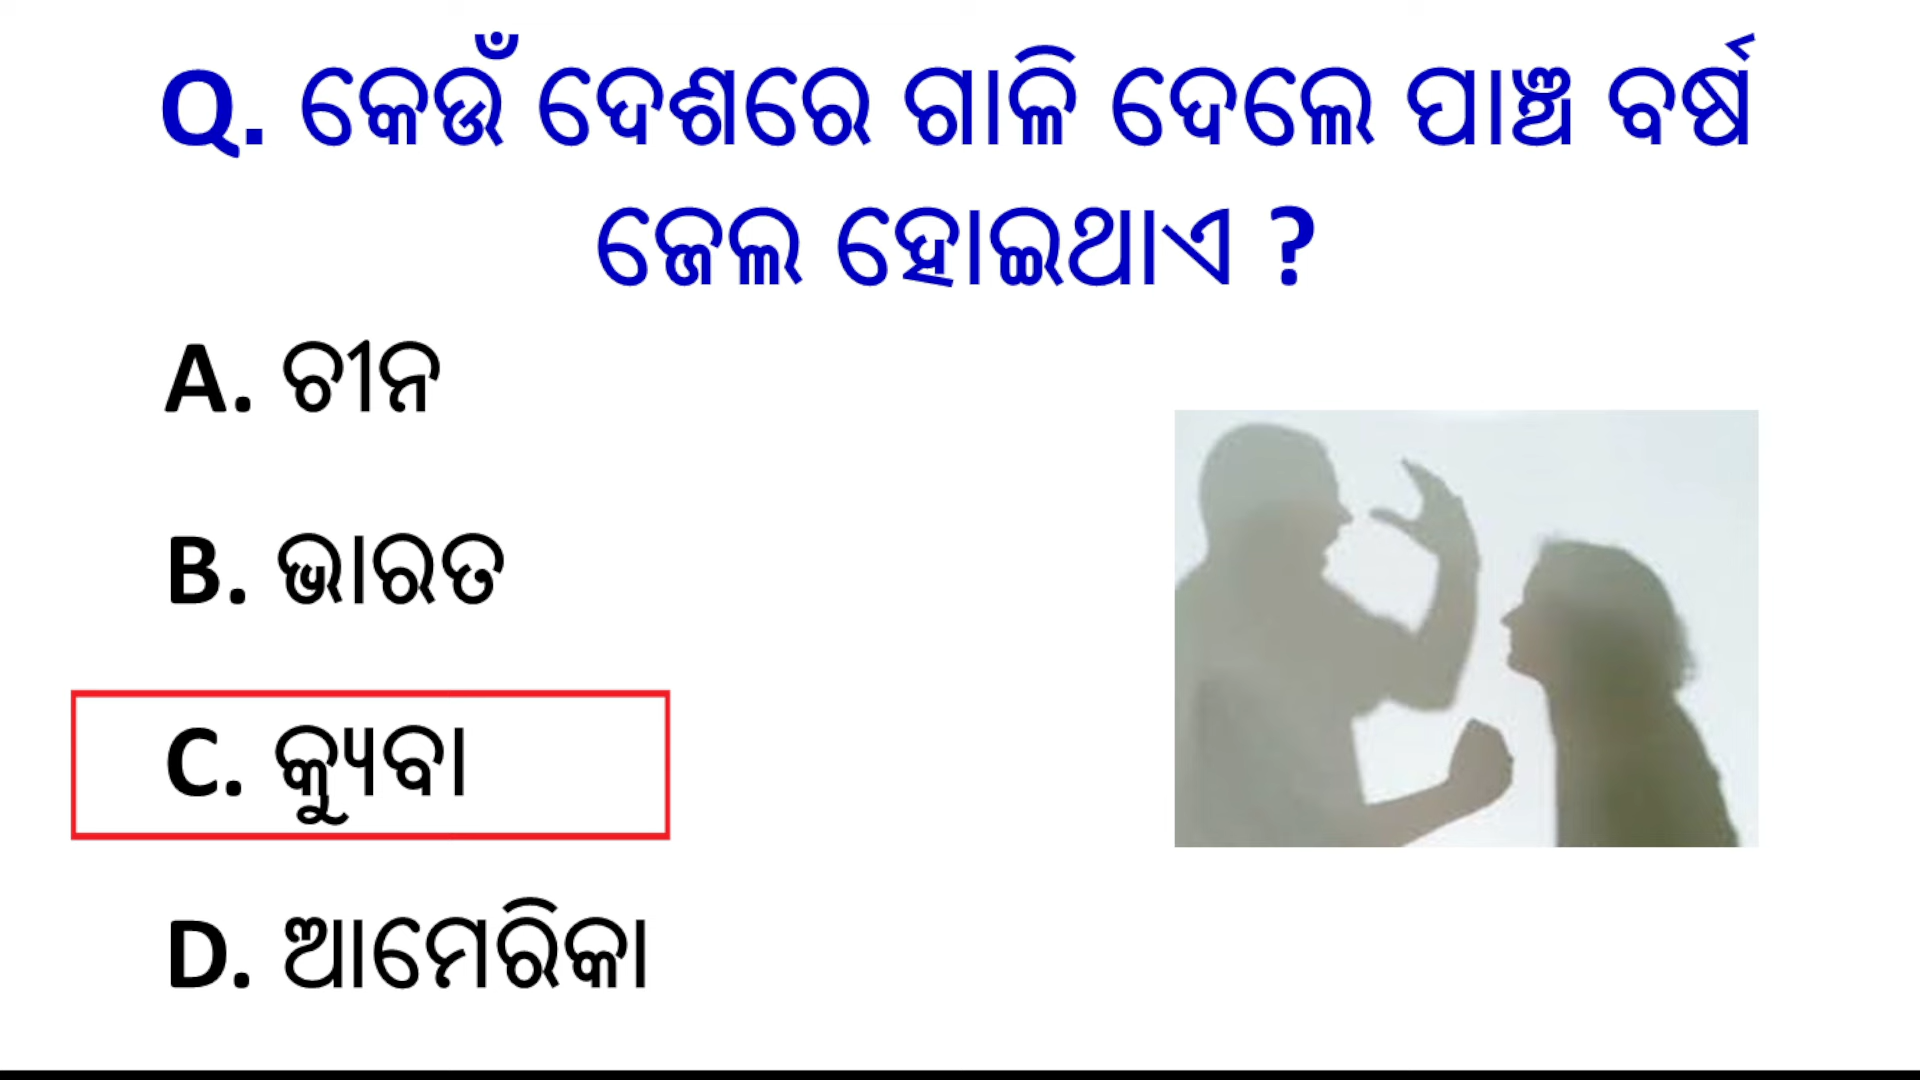 Q. କେଉଁ ଦେଶରେ ଗାଳି ଦେଲେ ପାଞ୍ଚ ବର୍ଷ
ଜେଲ ହୋଇଥାଏ ?
A. ଚୀନ
B. ଭାରତ
C. କ୍ୟୁବା
D. ଆମେରିକା